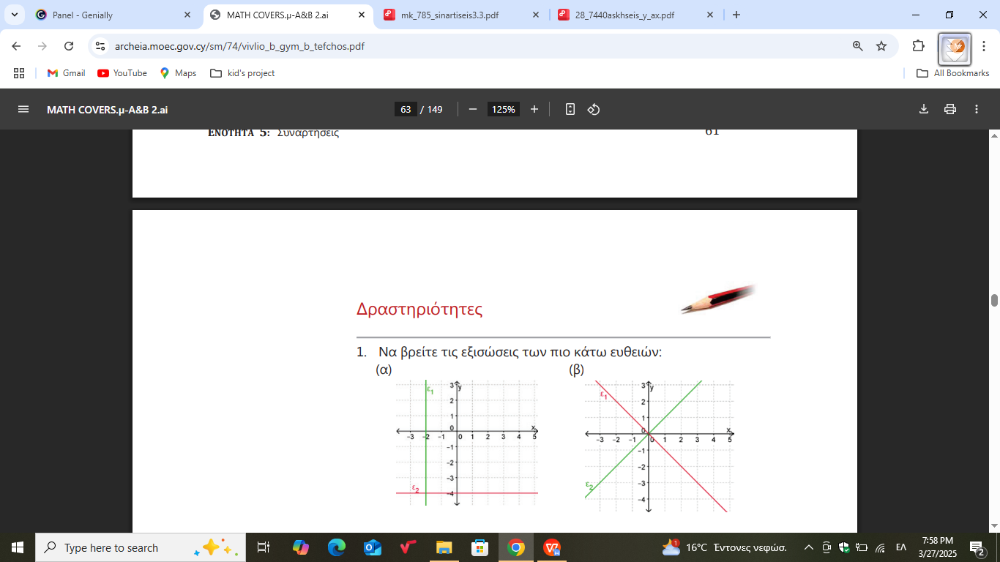 Panel - Genially
MATH COVERS.μ-A&B 2.ai
mk_785_sinartiseis3.3.pdf
28_7440askhseis_y_ax.pdf
archeia.moec.gov.cy/sm/74/vivlio_b_gym_b_tefchos.pdf
Gmail
YouTube
Maps
kid's project
All Bookmarks
MATH COVERS.μ-A&B 2.ai
63 / 149
125%
ΕΝΟΤΗΤΑ 5: Συναρτήσεις
61
Δραστηριότητες
1. Να βρείτε τις εξισώσεις των πιο κάτω ευθειών:
(α)
(β)
3 y
ε1
2
1
0
x
-3 -2 -1 0 1 2 3 4 5
-1
-2
-3
ε2
-4
3 y
ε1
2
1
0
x
-3 -2 -1 0 1 2 3 4 5
-1
-2
-3
ε2
-4
Type here to search
1
16°C Έντονες νεφώσ.
ΕΛ
7:58 PM
3/27/2025
2